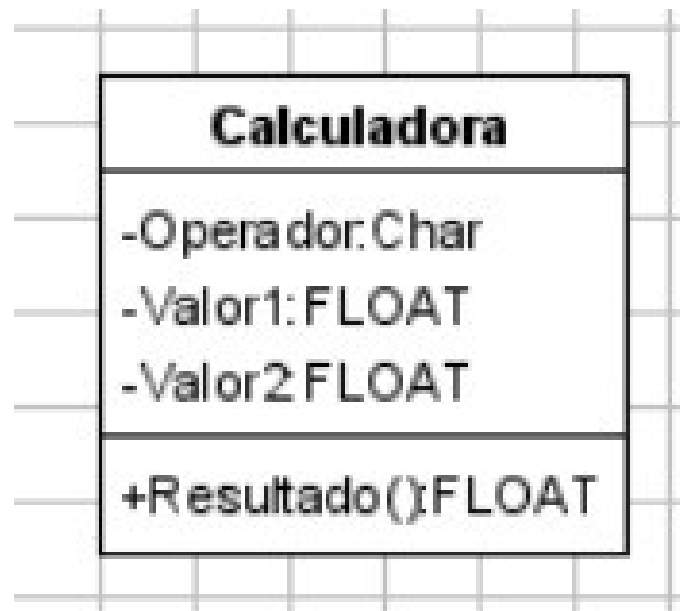 Calculadora
-Operador:Char
-Valor1:FLOAT
-Valor2:FLOAT
+Resultado():FLOAT